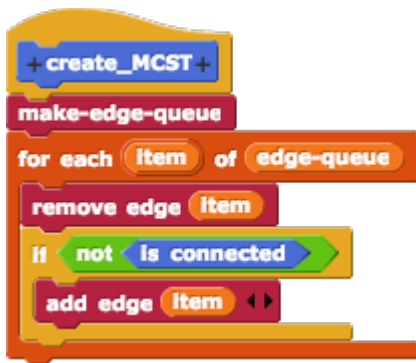 +create_MCST+
make-edge-queue
for each item of edge-queue
remove edge item
if not is connected
add edge item